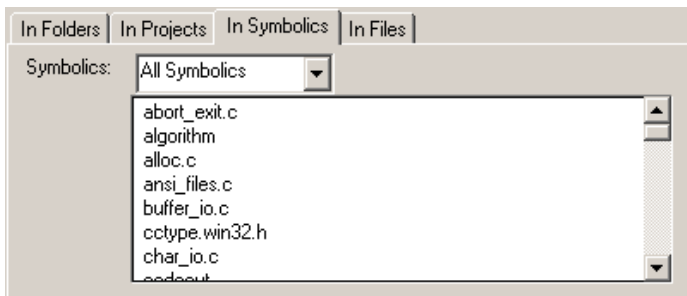 In Folders In Projects In Symbolics In Files
Symbolics: All Symbolics
abort_exit.c
algorithm
alloc.c
ansi_files.c
buffer_io.c
cctype.win32.h
char_io.c